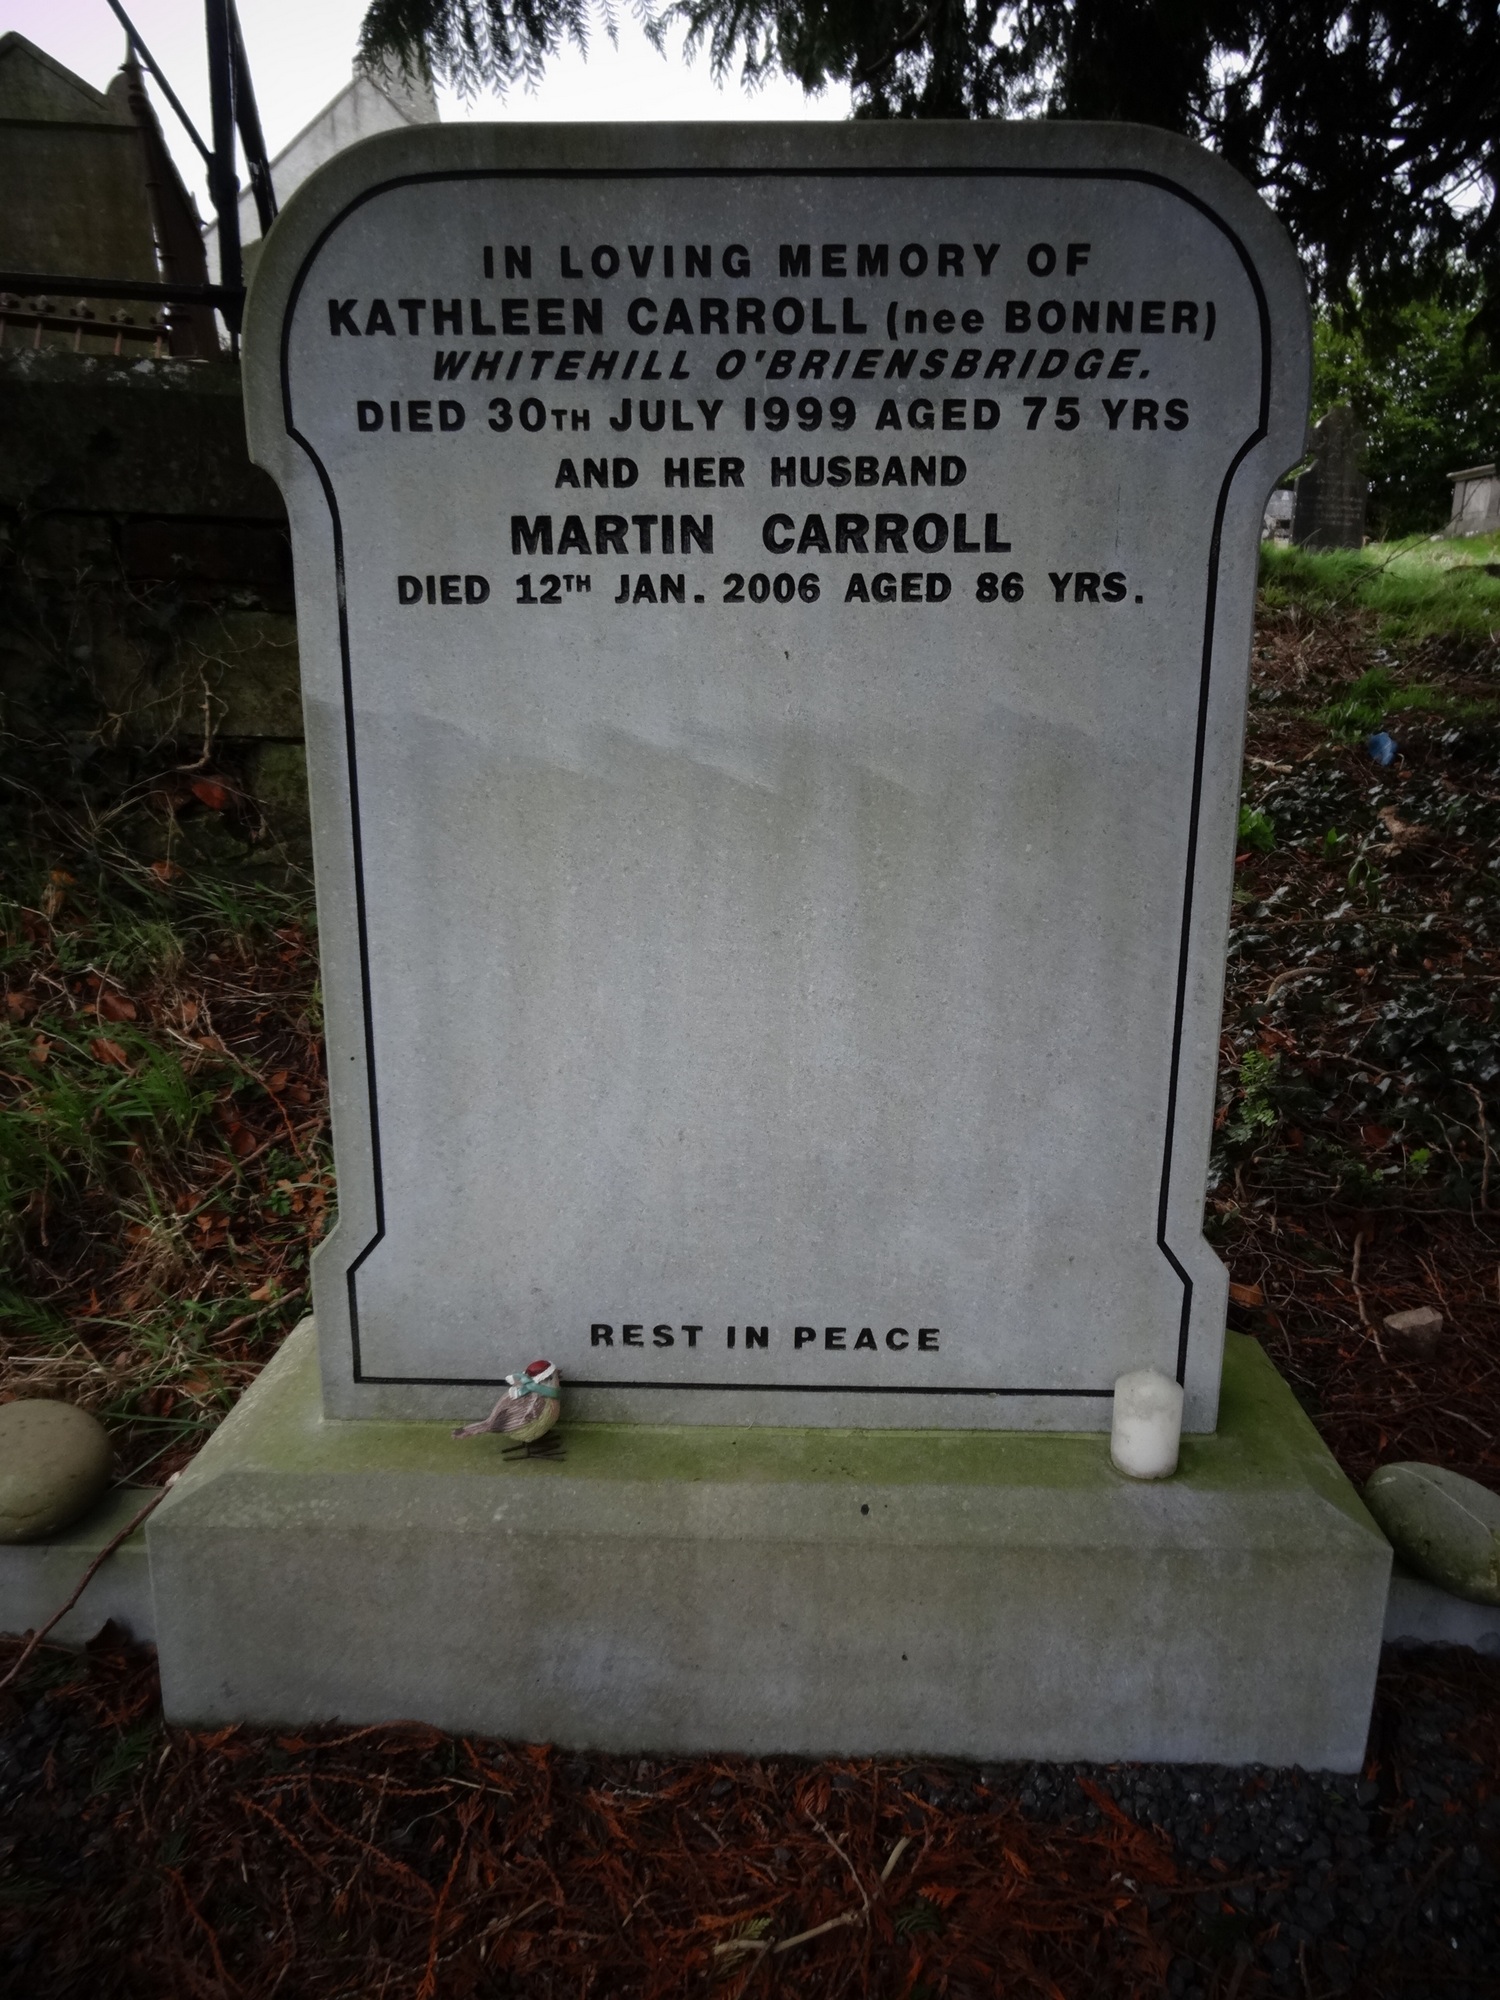 IN LOVING MEMORY OF
KATHLEEN CARROLL (nee BONNER)
WHITEHILL O'BRIENSBRIDGE.
DIED 30TH JULY 1999 AGED 75 YRS
AND HER HUSBAND
MARTIN CARROLL
DIED 12TH JAN. 2006 AGED 86 YRS.
REST IN PEACE